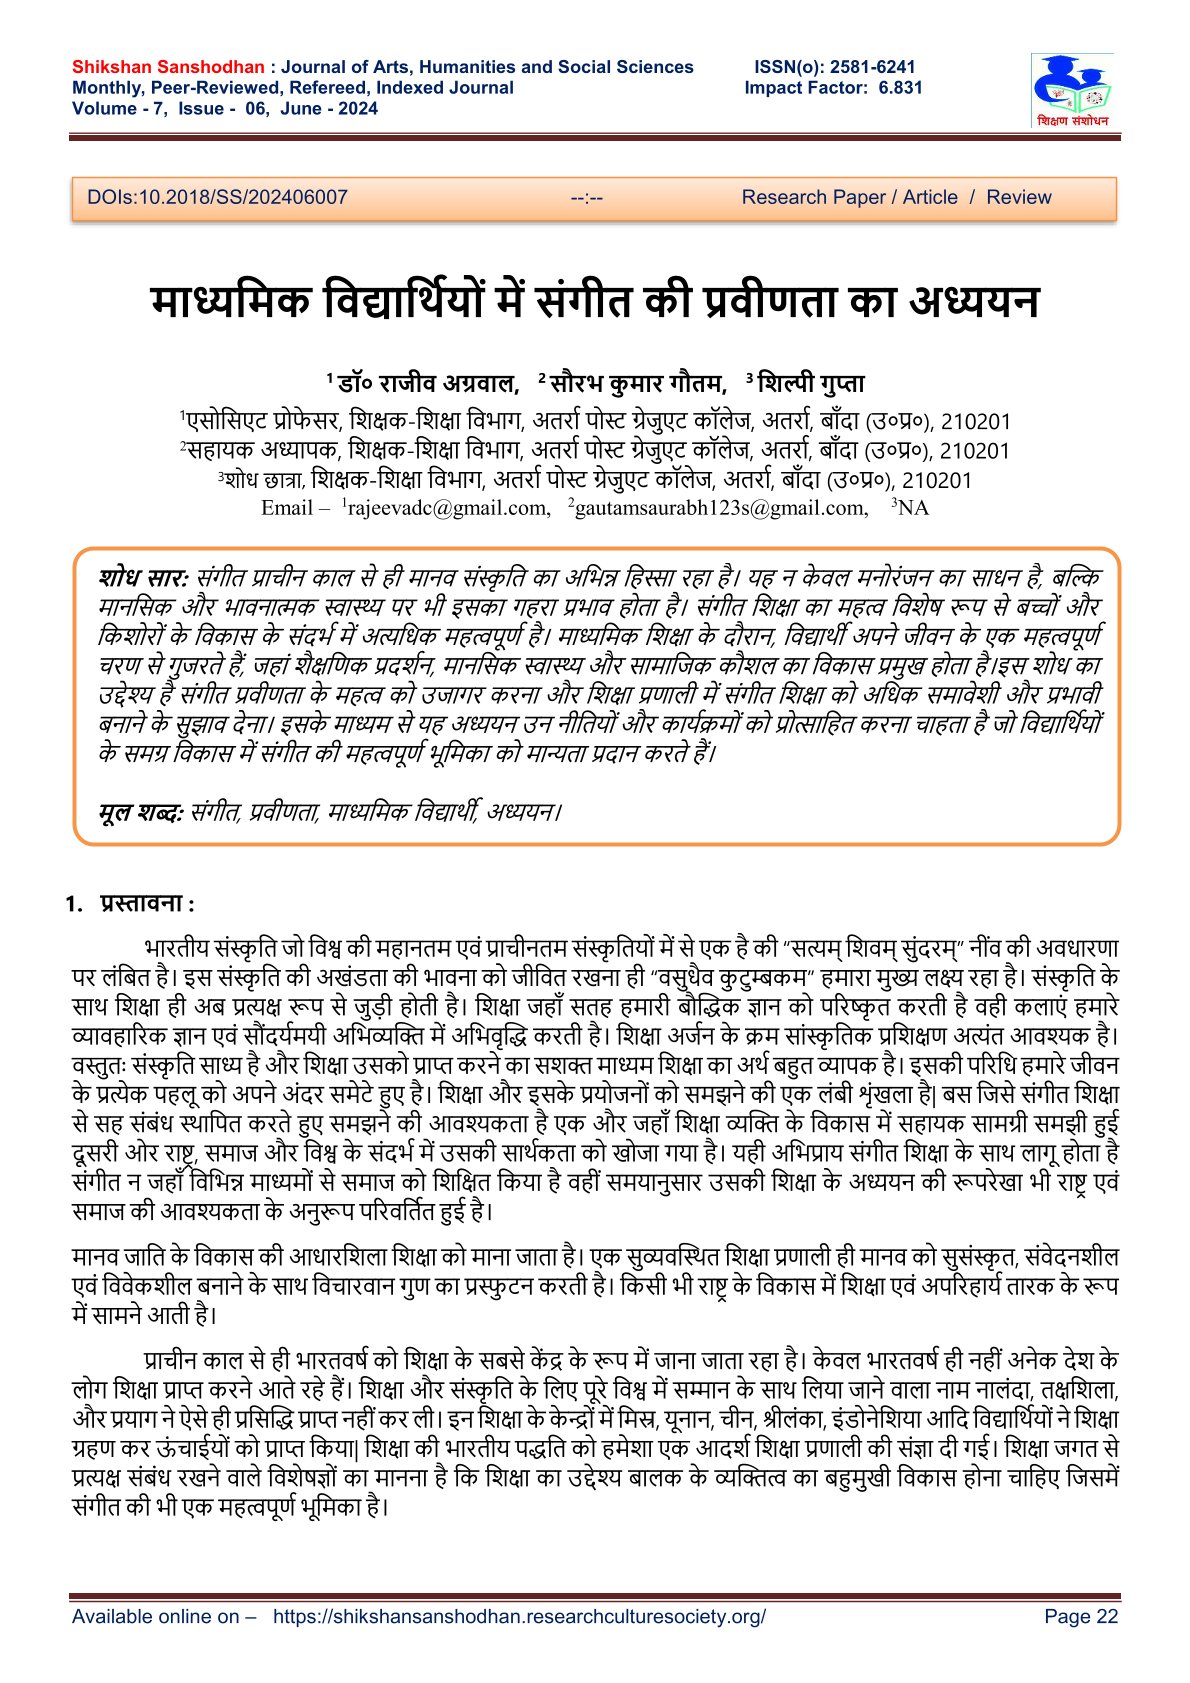 Shikshan Sanshodhan : Journal of Arts, Humanities and Social Sciences ISSN(o): 2581-6241
Monthly, Peer-Reviewed, Refereed, Indexed Journal Impact Factor: 6.831
Volume - 7, Issue - 06, June - 2024
शिक्षण संशोधन
DOIs:10.2018/SS/202406007 --:-- Research Paper / Article / Review
माध्यमिक विद्यार्थियों में संगीत की प्रवीणता का अध्ययन
¹ डॉ० राजीव अग्रवाल, ² सौरभ कुमार गौतम, ³ शिल्पी गुप्ता
¹एसोसिएट प्रोफेसर, शिक्षक-शिक्षा विभाग, अतर्रा पोस्ट ग्रेजुएट कॉलेज, अतर्रा, बाँदा (उ०प्र०), 210201
²सहायक अध्यापक, शिक्षक-शिक्षा विभाग, अतर्रा पोस्ट ग्रेजुएट कॉलेज, अतर्रा, बाँदा (उ०प्र०), 210201
³शोध छात्रा, शिक्षक-शिक्षा विभाग, अतर्रा पोस्ट ग्रेजुएट कॉलेज, अतर्रा, बाँदा (उ०प्र०), 210201
Email – ¹rajeevadc@gmail.com, ²gautamsaurabh123s@gmail.com, ³NA
शोध सार: संगीत प्राचीन काल से ही मानव संस्कृति का अभिन्न हिस्सा रहा है। यह न केवल मनोरंजन का साधन है, बल्कि
मानसिक और भावनात्मक स्वास्थ्य पर भी इसका गहरा प्रभाव होता है। संगीत शिक्षा का महत्व विशेष रूप से बच्चों और
किशोरों के विकास के संदर्भ में अत्यधिक महत्वपूर्ण है। माध्यमिक शिक्षा के दौरान, विद्यार्थी अपने जीवन के एक महत्वपूर्ण
चरण से गुजरते हैं, जहां शैक्षणिक प्रदर्शन, मानसिक स्वास्थ्य और सामाजिक कौशल का विकास प्रमुख होता है।इस शोध का
उद्देश्य है संगीत प्रवीणता के महत्व को उजागर करना और शिक्षा प्रणाली में संगीत शिक्षा को अधिक समावेशी और प्रभावी
बनाने के सुझाव देना। इसके माध्यम से यह अध्ययन उन नीतियों और कार्यक्रमों को प्रोत्साहित करना चाहता है जो विद्यार्थियों
के समग्र विकास में संगीत की महत्वपूर्ण भूमिका को मान्यता प्रदान करते हैं।
मूल शब्द: संगीत, प्रवीणता, माध्यमिक विद्यार्थी, अध्ययन।
1. प्रस्तावना :
भारतीय संस्कृति जो विश्व की महानतम एवं प्राचीनतम संस्कृतियों में से एक है की “सत्यम् शिवम् सुंदरम्” नींव की अवधारणा
पर लंबित है। इस संस्कृति की अखंडता की भावना को जीवित रखना ही “वसुधैव कुटुम्बकम“ हमारा मुख्य लक्ष्य रहा है। संस्कृति के
साथ शिक्षा ही अब प्रत्यक्ष रूप से जुड़ी होती है। शिक्षा जहाँ सतह हमारी बौद्धिक ज्ञान को परिष्कृत करती है वही कलाएं हमारे
व्यावहारिक ज्ञान एवं सौंदर्यमयी अभिव्यक्ति में अभिवृद्धि करती है। शिक्षा अर्जन के क्रम सांस्कृतिक प्रशिक्षण अत्यंत आवश्यक है।
वस्तुतः संस्कृति साध्य है और शिक्षा उसको प्राप्त करने का सशक्त माध्यम शिक्षा का अर्थ बहुत व्यापक है। इसकी परिधि हमारे जीवन
के प्रत्येक पहलू को अपने अंदर समेटे हुए है। शिक्षा और इसके प्रयोजनों को समझने की एक लंबी शृंखला है| बस जिसे संगीत शिक्षा
से सह संबंध स्थापित करते हुए समझने की आवश्यकता है एक और जहाँ शिक्षा व्यक्ति के विकास में सहायक सामग्री समझी हुई
दूसरी ओर राष्ट्र, समाज और विश्व के संदर्भ में उसकी सार्थकता को खोजा गया है। यही अभिप्राय संगीत शिक्षा के साथ लागू होता है
संगीत न जहाँ विभिन्न माध्यमों से समाज को शिक्षित किया है वहीं समयानुसार उसकी शिक्षा के अध्ययन की रूपरेखा भी राष्ट्र एवं
समाज की आवश्यकता के अनुरूप परिवर्तित हुई है।
मानव जाति के विकास की आधारशिला शिक्षा को माना जाता है। एक सुव्यवस्थित शिक्षा प्रणाली ही मानव को सुसंस्कृत, संवेदनशील
एवं विवेकशील बनाने के साथ विचारवान गुण का प्रस्फुटन करती है। किसी भी राष्ट्र के विकास में शिक्षा एवं अपरिहार्य तारक के रूप
में सामने आती है।
प्राचीन काल से ही भारतवर्ष को शिक्षा के सबसे केंद्र के रूप में जाना जाता रहा है। केवल भारतवर्ष ही नहीं अनेक देश के
लोग शिक्षा प्राप्त करने आते रहे हैं। शिक्षा और संस्कृति के लिए पूरे विश्व में सम्मान के साथ लिया जाने वाला नाम नालंदा, तक्षशिला,
और प्रयाग ने ऐसे ही प्रसिद्धि प्राप्त नहीं कर ली। इन शिक्षा के केन्द्रों में मिस्र, यूनान, चीन, श्रीलंका, इंडोनेशिया आदि विद्यार्थियों ने शिक्षा
ग्रहण कर ऊंचाईयों को प्राप्त किया| शिक्षा की भारतीय पद्धति को हमेशा एक आदर्श शिक्षा प्रणाली की संज्ञा दी गई। शिक्षा जगत से
प्रत्यक्ष संबंध रखने वाले विशेषज्ञों का मानना है कि शिक्षा का उद्देश्य बालक के व्यक्तित्व का बहुमुखी विकास होना चाहिए जिसमें
संगीत की भी एक महत्वपूर्ण भूमिका है।
Available online on – https://shikshansanshodhan.researchculturesociety.org/ Page 22